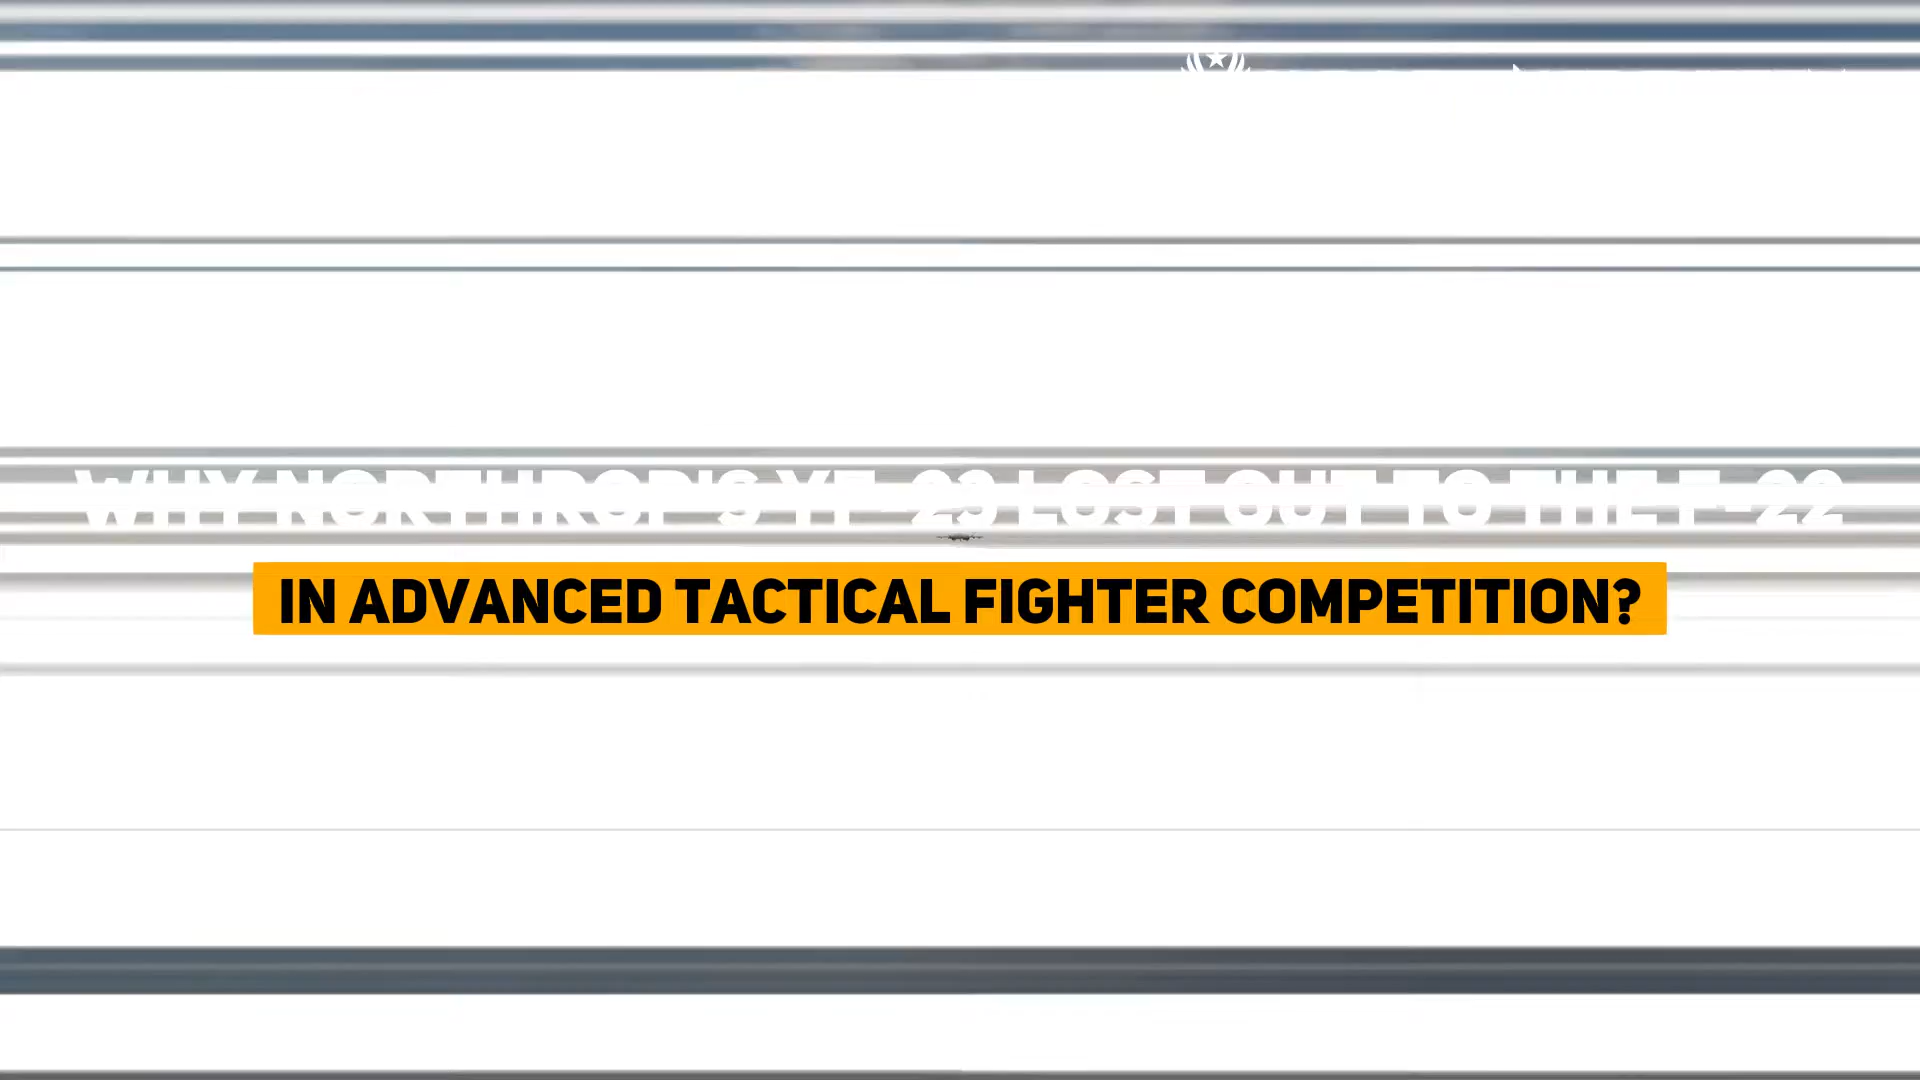 WHY NORTHROP'S YF-23 LOST OUT TO THE F-22
IN ADVANCED TACTICAL FIGHTER COMPETITION?